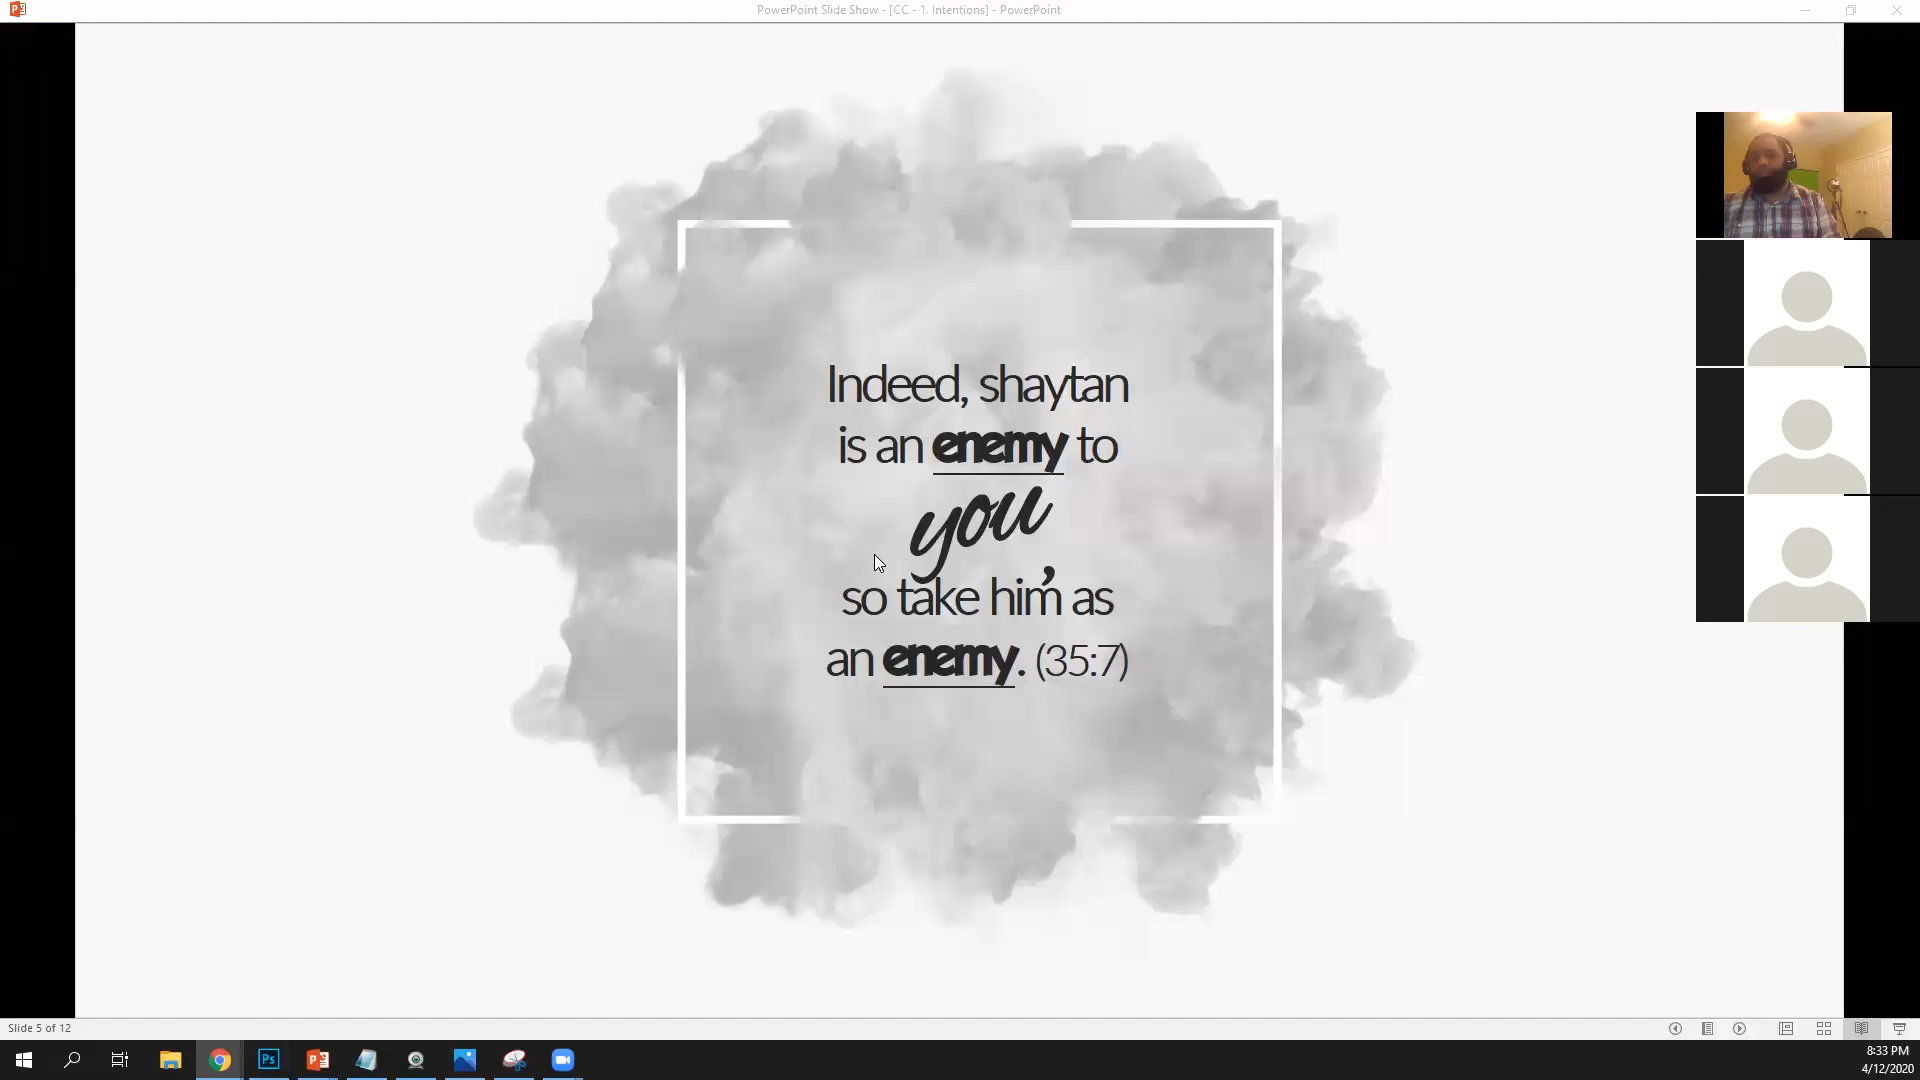 PowerPoint Slide Show - [CC - 1. Intentions] - PowerPoint
Indeed, shaytan
is an enemy to
you,
so take him as
an enemy. (35:7)
Slide 5 of 12
Ps
8:33 PM
4/12/2020